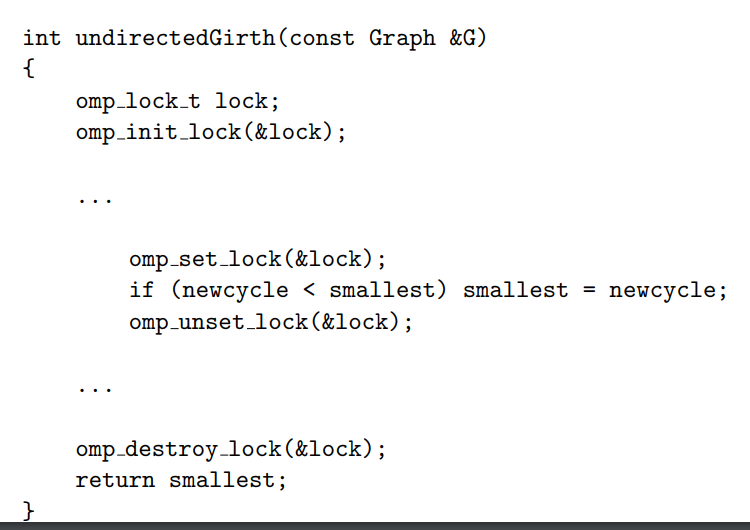 int undirectedGirth(const Graph &G)
{
omp_lock_t lock;
omp_init_lock(&lock);
...
omp_set_lock(&lock);
if (newcycle < smallest) smallest = newcycle;
omp_unset_lock(&lock);
...
omp_destroy_lock(&lock);
return smallest;
}